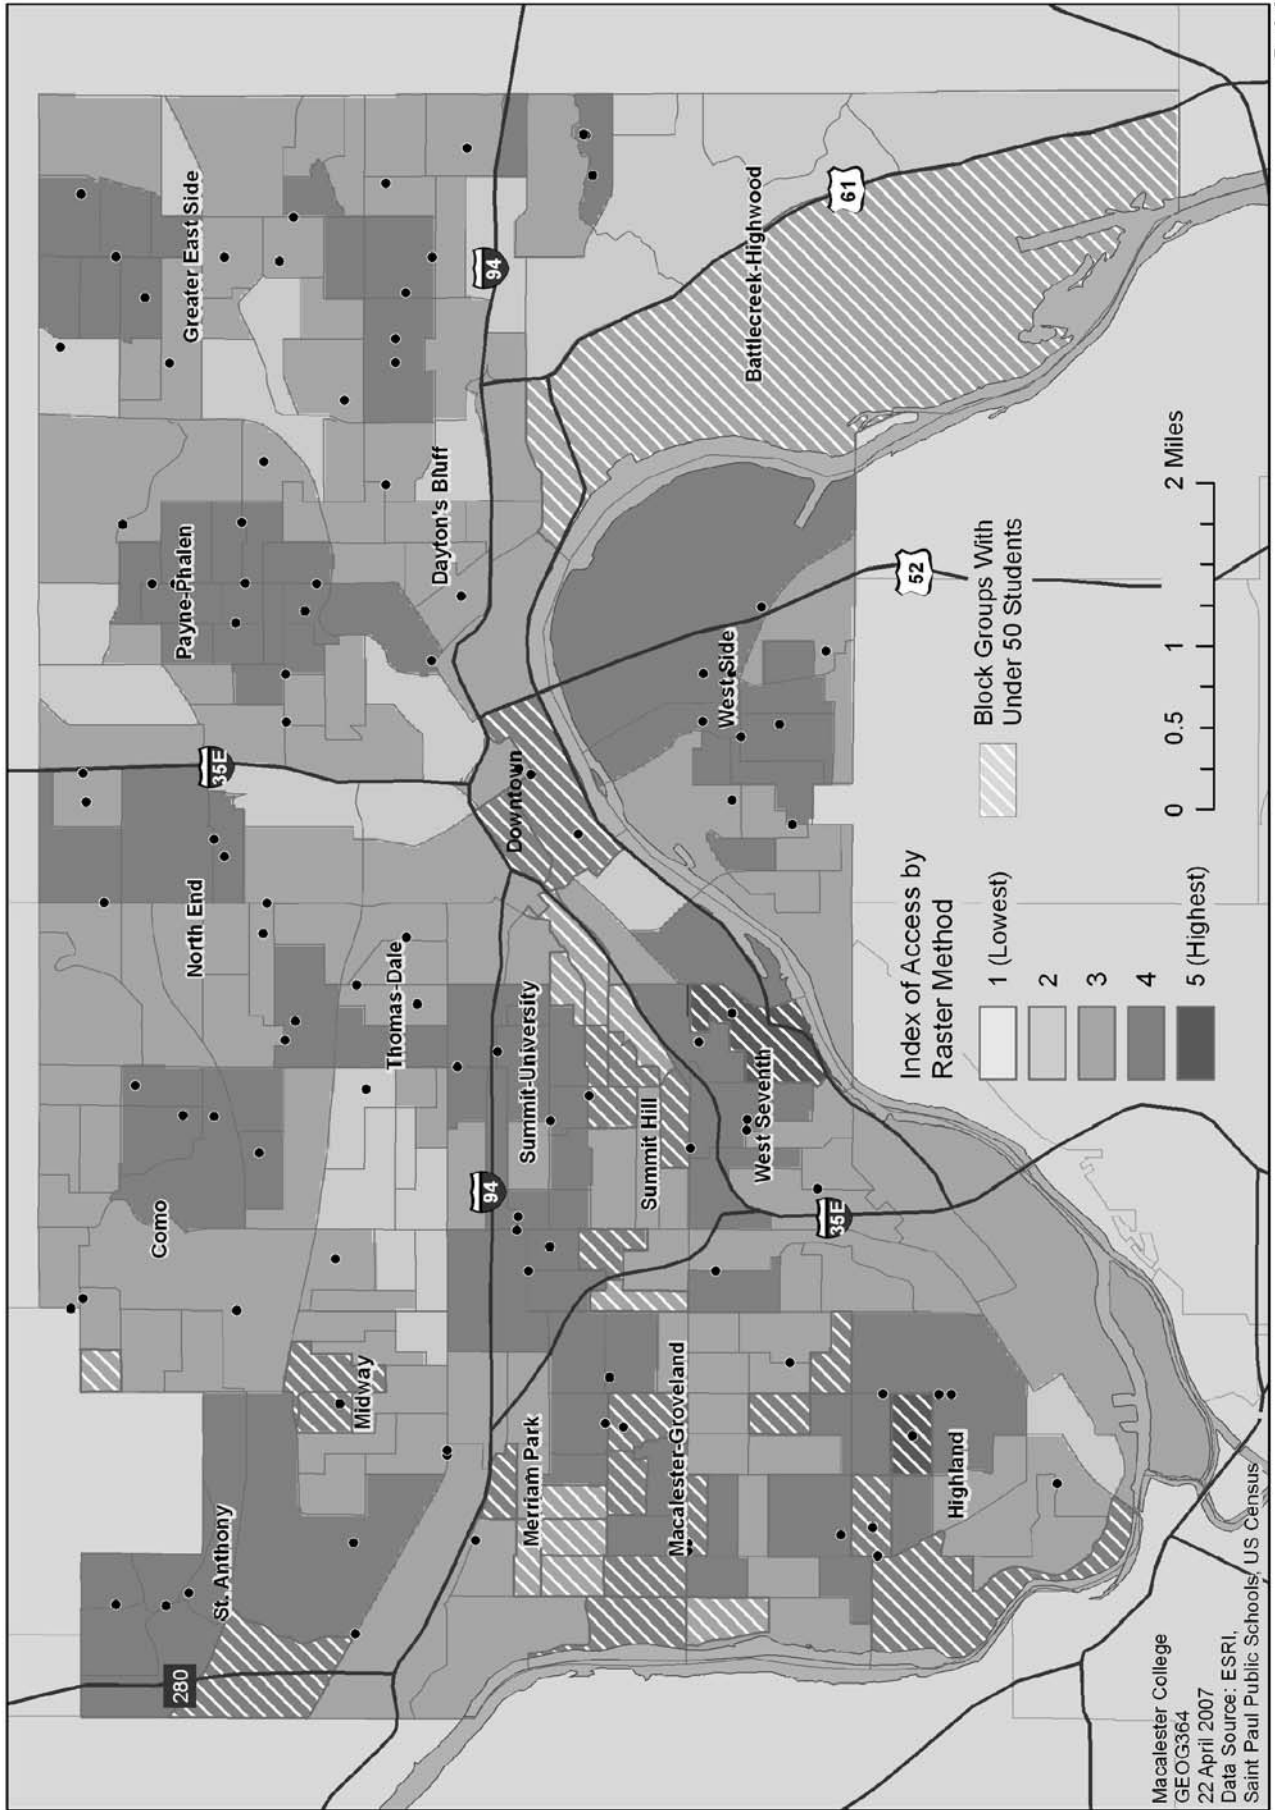 Greater East Side
Payne-Phalen
35E
North End
Como
St. Anthony
280
Dayton's Bluff
Thomas-Dale
Midway
94
94
Downtown
Summit-University
Summit Hill
Merriam Park
Battlecreek-Highwood
61
West Side
52
West Seventh
35E
Macalester-Groveland
Highland
Index of Access by
Raster Method
1 (Lowest)
2
3
4
5 (Highest)
Block Groups With
Under 50 Students
0
0.5
1
2 Miles
Macalester College
GEOG364
22 April 2007
Data Source: ESRI,
Saint Paul Public Schools, US Census